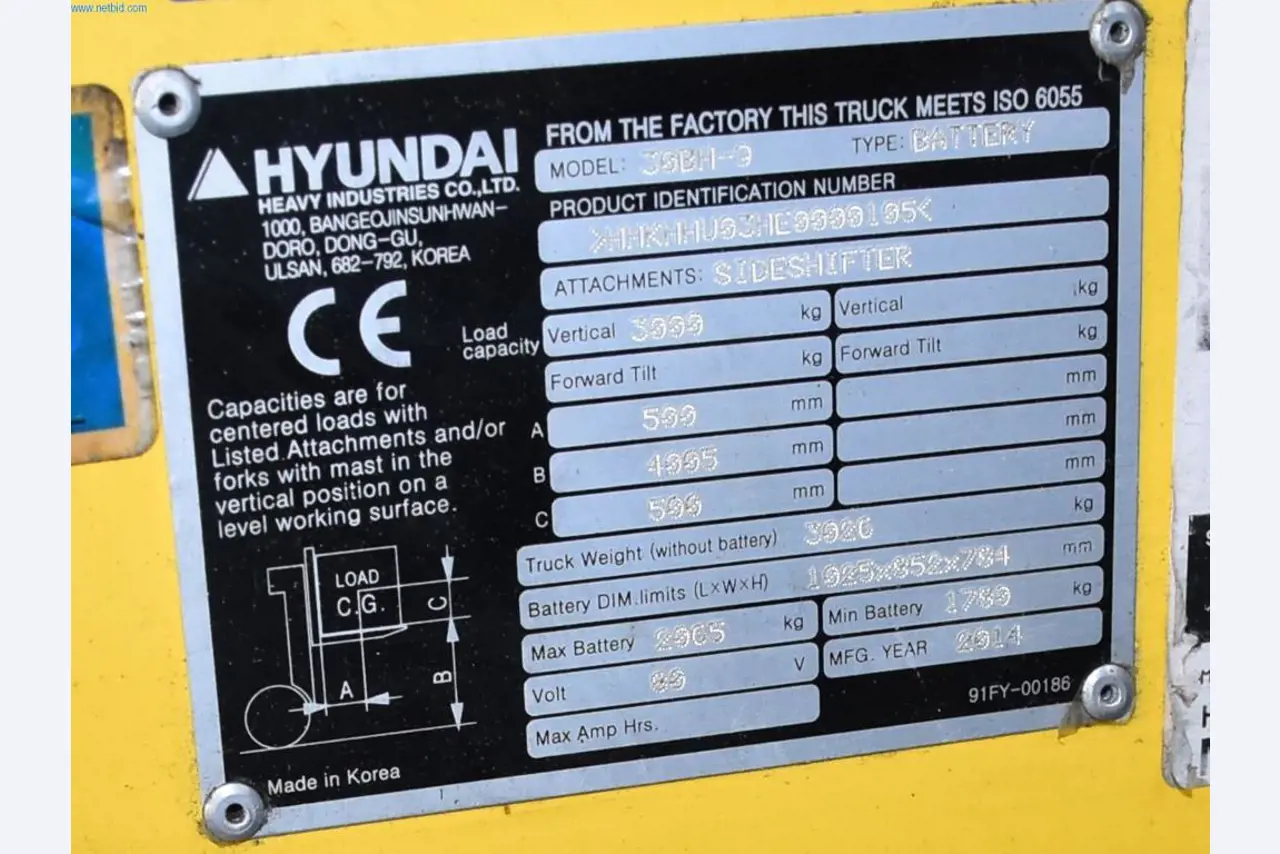 www.netbid.com
HYUNDAI
HEAVY INDUSTRIES CO.,LTD.
1000, BANGEOJINSUNHWAN-
DORO, DONG-GU,
ULSAN, 682-792, KOREA
CE
Capacities are for
centered loads with
Listed Attachments and/or
forks with mast in the
vertical position on a
level working surface.
LOAD
C.G.
A
B
C
Made in Korea
FROM THE FACTORY THIS TRUCK MEETS ISO 6055
MODEL: 30BH-9 TYPE: BATTERY
PRODUCT IDENTIFICATION NUMBER
>HHKHHU03HE0000105<
ATTACHMENTS: SIDESHIFTER
Load capacity Vertical 3000 kg Vertical kg
Forward Tilt kg Forward Tilt kg
A 500 mm mm
B 4005 mm mm
C 500 mm mm
Truck Weight (without battery) kg
Battery DIM.limits (L×W×H) mm
Max Battery kg Min Battery kg
Volt 80 V MFG. YEAR 2014
Max Amp Hrs.
91FY-00186